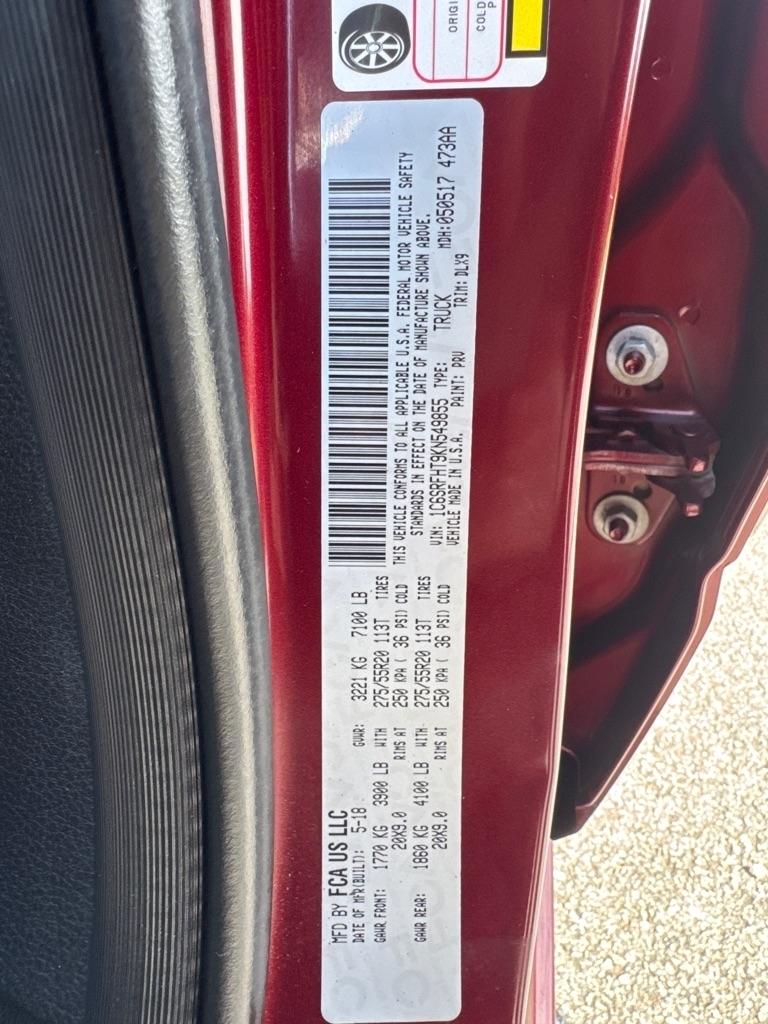 ORIGI
COLD
P
MFD BY FCA US LLC
DATE OF MFR(BUILT): 5-18 GVWR: 3221 KG 7100 LB
GAWR FRONT: 1770 KG 3900 LB WITH 275/55R20 113T TIRES
20X9.0 RIMS AT 250 KPA ( 36 PSI) COLD
GAWR REAR: 1860 KG 4100 LB WITH 275/55R20 113T TIRES
20X9.0 RIMS AT 250 KPA ( 36 PSI) COLD
THIS VEHICLE CONFORMS TO ALL APPLICABLE U.S.A. FEDERAL MOTOR VEHICLE SAFETY
STANDARDS IN EFFECT ON THE DATE OF MANUFACTURE SHOWN ABOVE.
VIN: 1C6SRFHT9KN549855 TYPE: TRUCK MDH:050517 473AA
VEHICLE MADE IN U.S.A. PAINT: PRV TRIM: DLX9